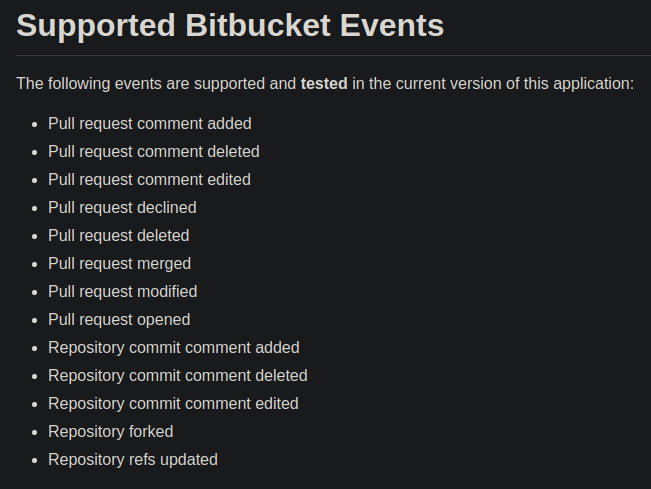 Supported Bitbucket Events
The following events are supported and tested in the current version of this application:
Pull request comment added
Pull request comment deleted
Pull request comment edited
Pull request declined
Pull request deleted
Pull request merged
Pull request modified
Pull request opened
Repository commit comment added
Repository commit comment deleted
Repository commit comment edited
Repository forked
Repository refs updated